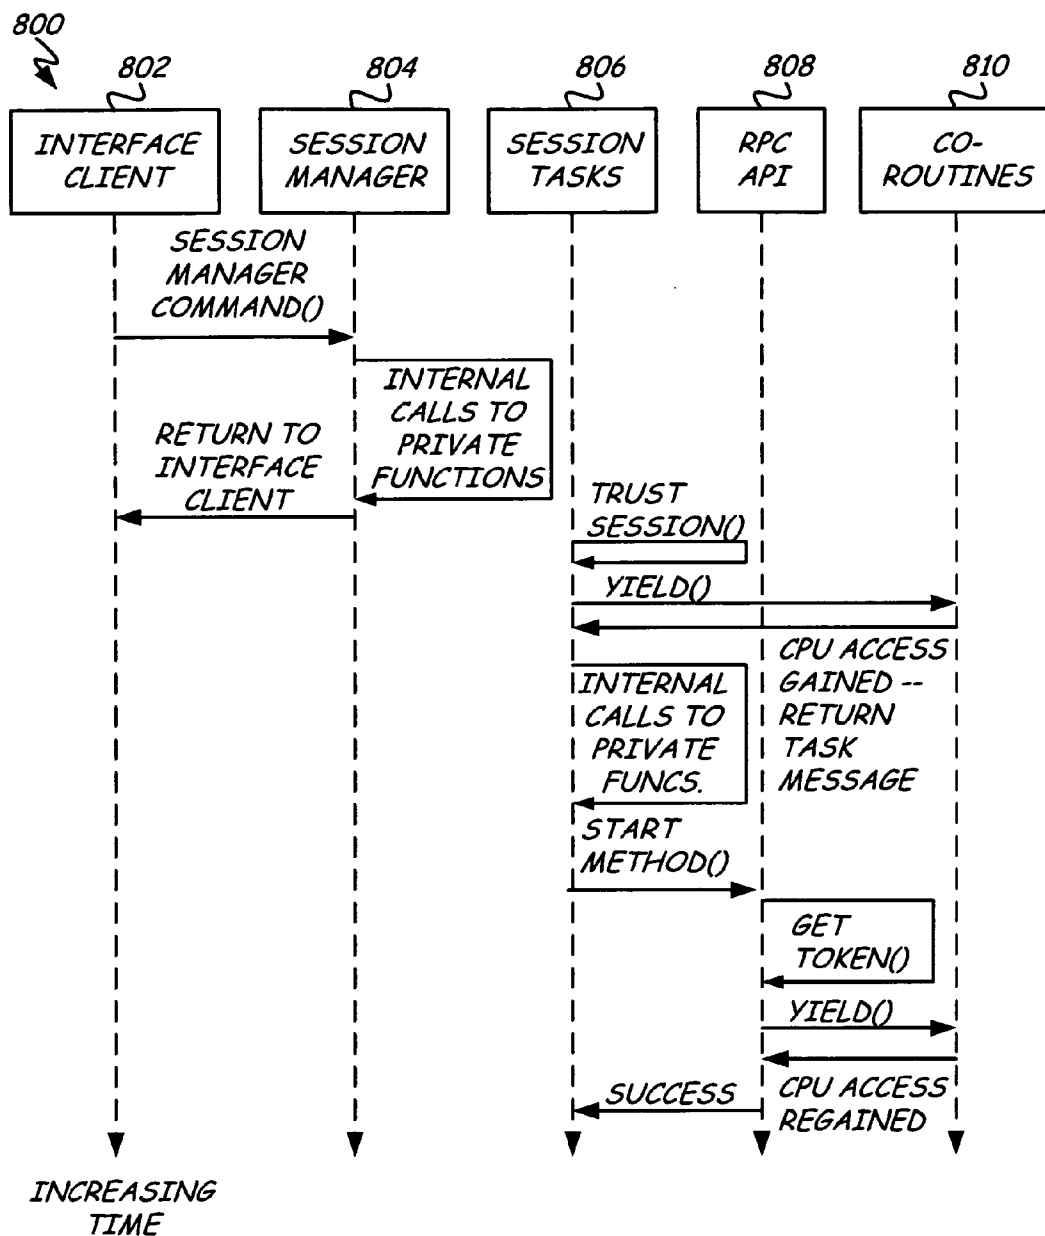 800
802
804
806
808
810
INTERFACE
CLIENT
SESSION
MANAGER
SESSION
TASKS
RPC
API
CO-
ROUTINES
SESSION
MANAGER
COMMAND()
INTERNAL
CALLS TO
PRIVATE
FUNCTIONS
RETURN TO
INTERFACE
CLIENT
TRUST
SESSION()
YIELD()
CPU ACCESS
GAINED --
RETURN
TASK
MESSAGE
INTERNAL
CALLS TO
PRIVATE
FUNCS.
START
METHOD()
GET
TOKEN()
YIELD()
CPU ACCESS
REGAINED
SUCCESS
INCREASING
TIME